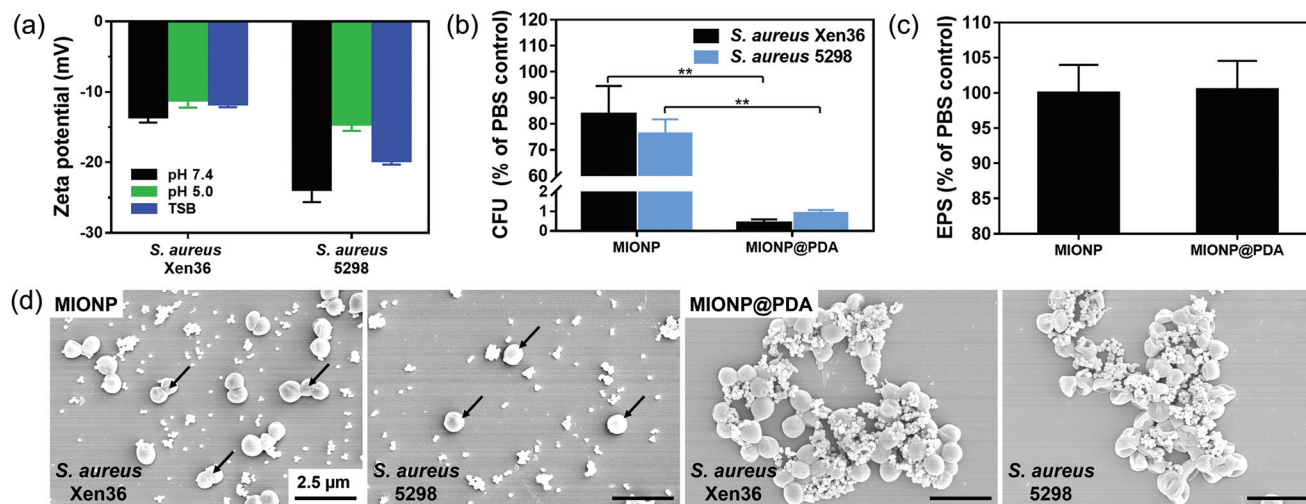 (a)
Zeta potential (mV)
0
-10
-20
-30
pH 7.4
pH 5.0
TSB
S. aureus
Xen36
S. aureus
5298
(b)
CFU (% of PBS control)
120
110
100
90
80
70
60
2
1
0
S. aureus Xen36
S. aureus 5298
**
**
MIONP
MIONP@PDA
(c)
EPS (% of PBS control)
110
105
100
95
90
85
80
MIONP
MIONP@PDA
(d)
MIONP
S. aureus
Xen36
2.5 µm
S. aureus
5298
MIONP@PDA
S. aureus
Xen36
S. aureus
5298